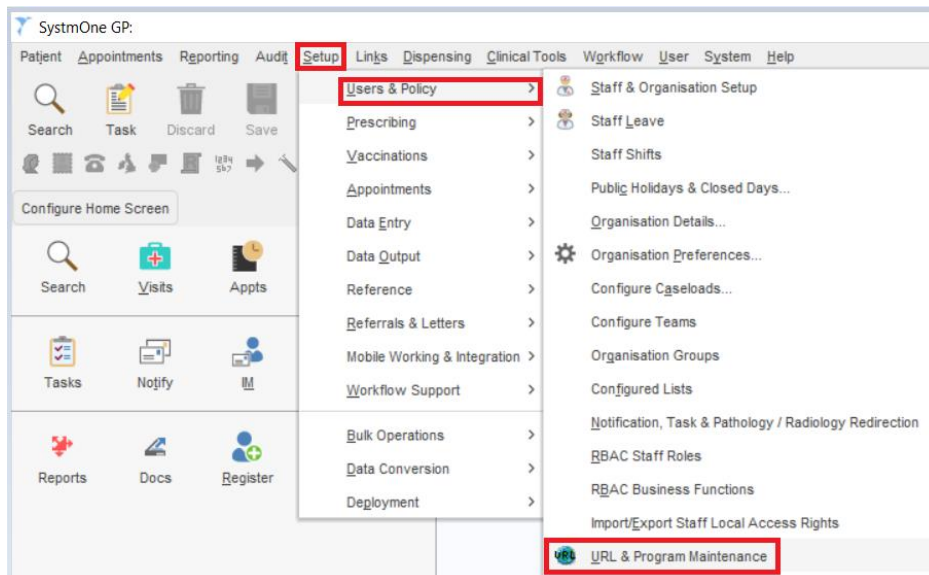 SystmOne GP:
Patient Appointments Reporting Audit Setup Links Dispensing Clinical Tools Workflow User System Help
Search Task Discard Save
Configure Home Screen
Search Visits Appts
Tasks Notify IM
Reports Docs Register
Users & Policy >
Prescribing >
Vaccinations >
Appointments >
Data Entry >
Data Output >
Reference >
Referrals & Letters >
Mobile Working & Integration >
Workflow Support >
Bulk Operations >
Data Conversion >
Deployment >
Staff & Organisation Setup
Staff Leave
Staff Shifts
Public Holidays & Closed Days...
Organisation Details...
Organisation Preferences...
Configure Caseloads...
Configure Teams
Organisation Groups
Configured Lists
Notification, Task & Pathology / Radiology Redirection
RBAC Staff Roles
RBAC Business Functions
Import/Export Staff Local Access Rights
URL URL & Program Maintenance